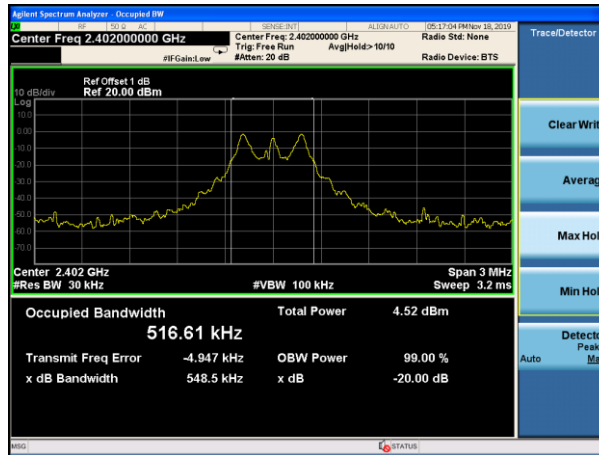 Agilent Spectrum Analyzer - Occupied BW
RF 50 Ω AC SENSE:INT ALIGN AUTO 05:17:04 PM Nov 18, 2019
Center Freq 2.402000000 GHz
Center Freq: 2.402000000 GHz
Radio Std: None
Trace/Detector
Trig: Free Run Avg|Hold:>10/10
#IFGain:Low #Atten: 20 dB Radio Device: BTS
Ref Offset 1 dB
10 dB/div Ref 20.00 dBm
Log
10.0
0.00
-10.0
-20.0
-30.0
-40.0
-50.0
-60.0
-70.0
Clear Writ
Averag
Max Hol
Min Hol
Detecto
Peak
Auto Ma
Center 2.402 GHz Span 3 MHz
#Res BW 30 kHz #VBW 100 kHz Sweep 3.2 ms
Occupied Bandwidth Total Power 4.52 dBm
516.61 kHz
Transmit Freq Error -4.947 kHz OBW Power 99.00 %
x dB Bandwidth 548.5 kHz x dB -20.00 dB
MSG STATUS